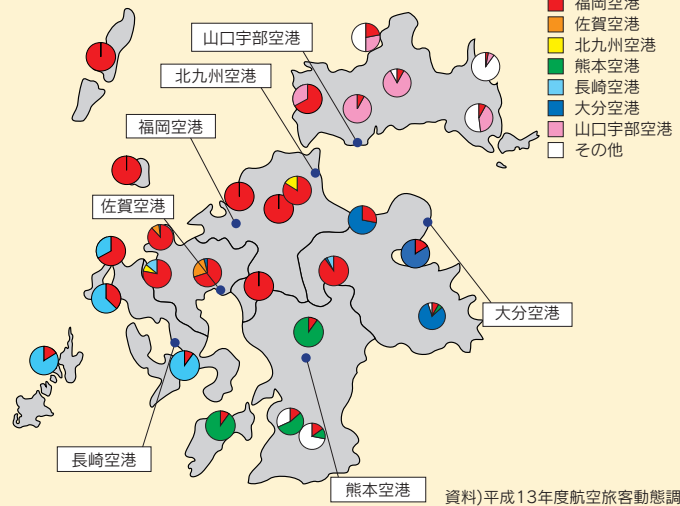 福岡空港
佐賀空港
北九州空港
熊本空港
長崎空港
大分空港
山口宇部空港
その他
山口宇部空港
北九州空港
福岡空港
佐賀空港
大分空港
長崎空港
熊本空港
資料)平成13年度航空旅客動態調